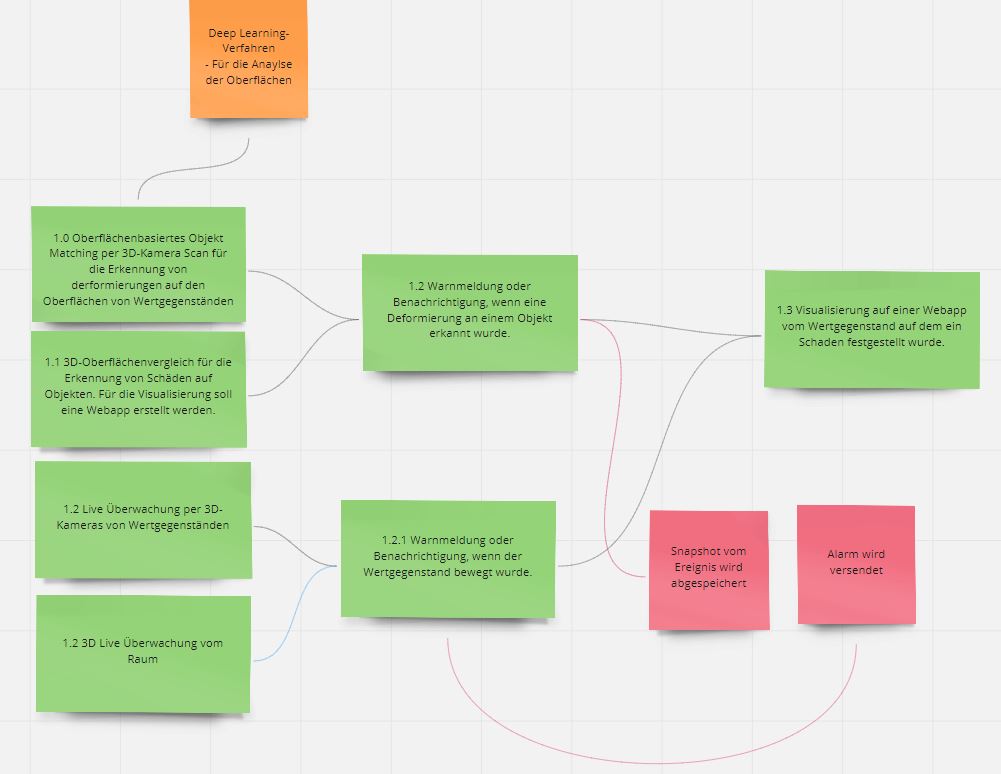 Deep Learning-
Verfahren
- Für die Anaylse
der Oberflächen
1.0 Oberflächenbasiertes Objekt
Matching per 3D-Kamera Scan für
die Erkennung von
derformierungen auf den
Oberflächen von Wertgegenständen
1.1 3D-Oberflächenvergleich für die
Erkennung von Schäden auf
Objekten. Für die Visualisierung soll
eine Webapp erstellt werden.
1.2 Live Überwachung per 3D-
Kameras von Wertgegenständen
1.2 3D Live Überwachung vom
Raum
1.2 Warnmeldung oder
Benachrichtigung, wenn eine
Deformierung an einem Objekt
erkannt wurde.
1.2.1 Warnmeldung oder
Benachrichtigung, wenn der
Wertgegenstand bewegt wurde.
1.3 Visualisierung auf einer Webapp
vom Wertgegenstand auf dem ein
Schaden festgestellt wurde.
Snapshot vom
Ereignis wird
abgespeichert
Alarm wird
versendet